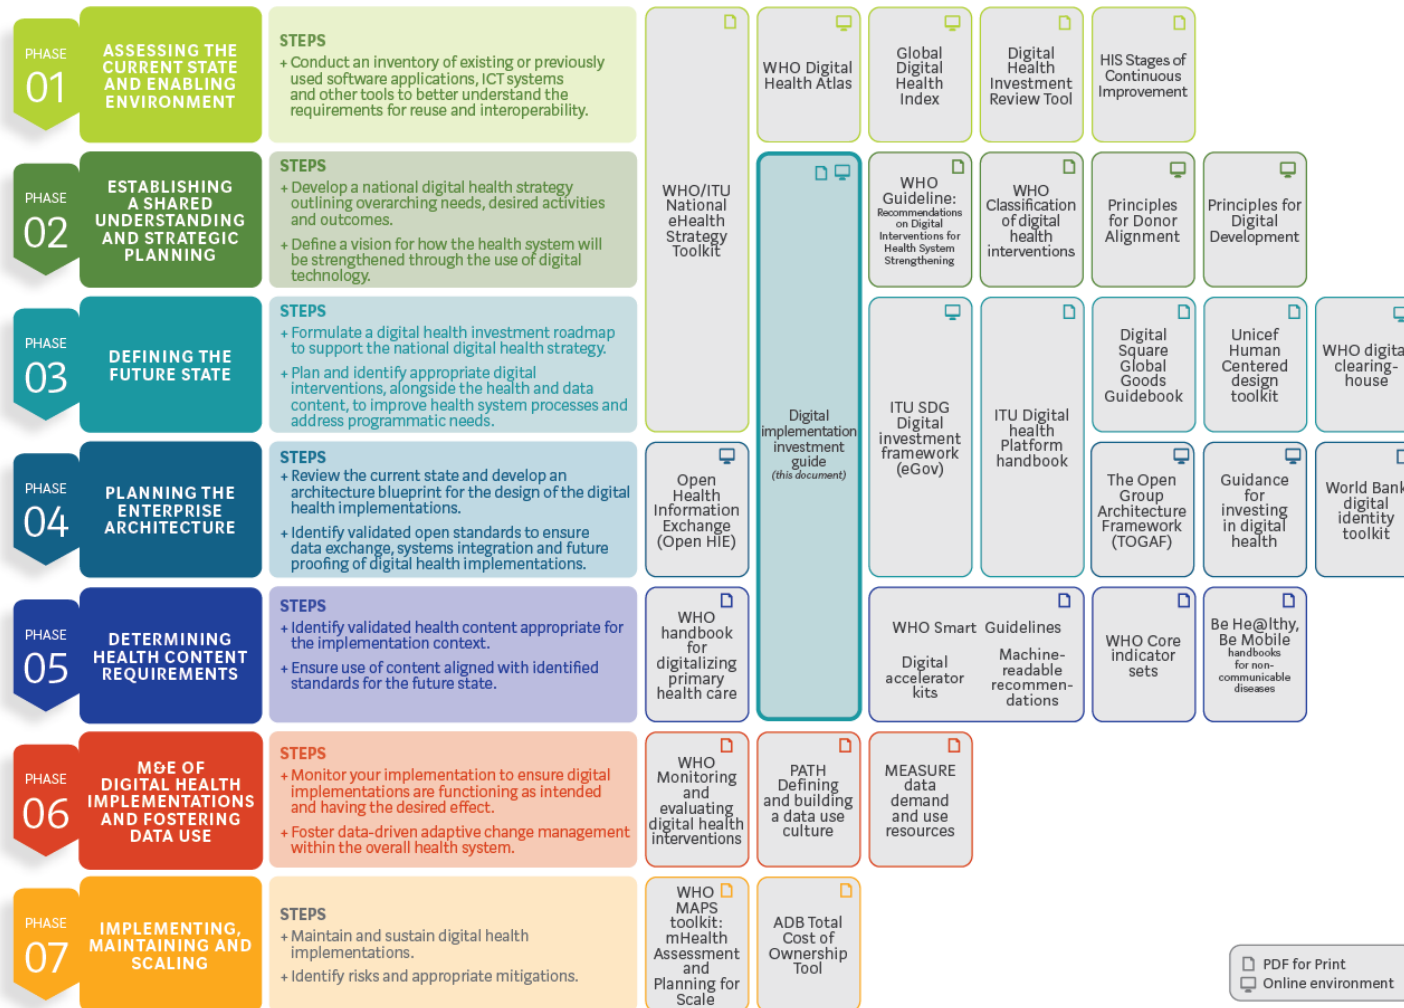 PHASE
01
ASSESSING THE
CURRENT STATE
AND ENABLING
ENVIRONMENT
STEPS
+ Conduct an inventory of existing or previously
used software applications, ICT systems
and other tools to better understand the
requirements for reuse and interoperability.
WHO/ITU
National
eHealth
Strategy
Toolkit
WHO Digital
Health Atlas
Global
Digital
Health
Index
Digital
Health
Investment
Review Tool
HIS Stages of
Continuous
Improvement
PHASE
02
ESTABLISHING
A SHARED
UNDERSTANDING
AND STRATEGIC
PLANNING
STEPS
+ Develop a national digital health strategy
outlining overarching needs, desired activities
and outcomes.
+ Define a vision for how the health system will
be strengthened through the use of digital
technology.
Digital
implementation
investment
guide
(this document)
WHO
Guideline:
Recommendations
on Digital
Interventions for
Health System
Strengthening
WHO
Classification
of digital
health
interventions
Principles
for Donor
Alignment
Principles for
Digital
Development
PHASE
03
DEFINING THE
FUTURE STATE
STEPS
+ Formulate a digital health investment roadmap
to support the national digital health strategy.
+ Plan and identify appropriate digital
interventions, alongside the health and data
content, to improve health system processes and
address programmatic needs.
ITU SDG
Digital
investment
framework
(eGov)
ITU Digital
health
Platform
handbook
Digital
Square
Global
Goods
Guidebook
Unicef
Human
Centered
design
toolkit
WHO digita
clearing-
house
PHASE
04
PLANNING THE
ENTERPRISE
ARCHITECTURE
STEPS
+ Review the current state and develop an
architecture blueprint for the design of the digital
health implementations.
+ Identify validated open standards to ensure
data exchange, systems integration and future
proofing of digital health implementations.
Open
Health
Information
Exchange
(Open HIE)
The Open
Group
Architecture
Framework
(TOGAF)
Guidance
for
investing
in digital
health
World Bank
digital
identity
toolkit
PHASE
05
DETERMINING
HEALTH CONTENT
REQUIREMENTS
STEPS
+ Identify validated health content appropriate for
the implementation context.
+ Ensure use of content aligned with identified
standards for the future state.
WHO
handbook
for
digitalizing
primary
health care
WHO Smart Guidelines
Digital
accelerator
kits
Machine-
readable
recommen-
dations
WHO Core
indicator
sets
Be He@lthy,
Be Mobile
handbooks
for non-
communicable
diseases
PHASE
06
M&E OF
DIGITAL HEALTH
IMPLEMENTATIONS
AND FOSTERING
DATA USE
STEPS
+ Monitor your implementation to ensure digital
implementations are functioning as intended
and having the desired effect.
+ Foster data-driven adaptive change management
within the overall health system.
WHO
Monitoring
and
evaluating
digital health
interventions
PATH
Defining
and building
a data use
culture
MEASURE
data
demand
and use
resources
PHASE
07
IMPLEMENTING,
MAINTAINING AND
SCALING
STEPS
+ Maintain and sustain digital health
implementations.
+ Identify risks and appropriate mitigations.
WHO
MAPS
toolkit:
mHealth
Assessment
and
Planning for
Scale
ADB Total
Cost of
Ownership
Tool
PDF for Print
Online environment